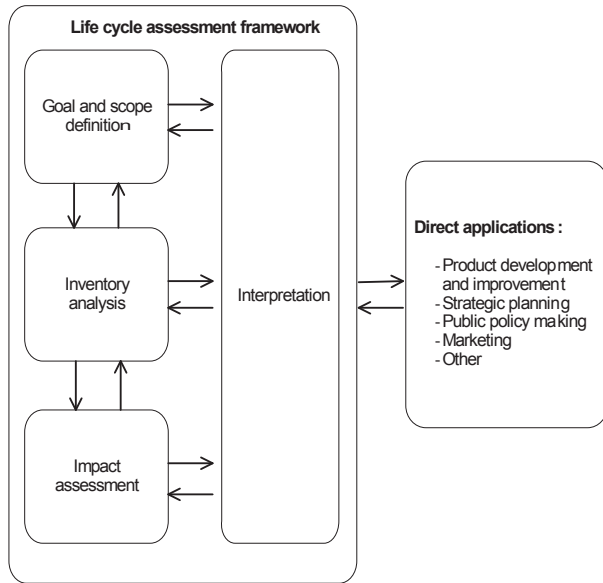 Life cycle assessment framework
Goal and scope
definition
Inventory
analysis
Impact
assessment
Interpretation
Direct applications :
- Product development
and improvement
- Strategic planning
- Public policy making
- Marketing
- Other